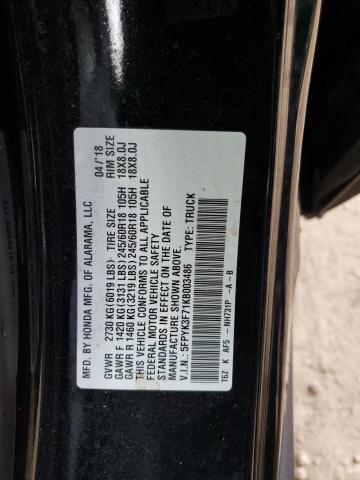 MFD. BY HONDA MFG. OF ALABAMA, LLC 04/'18
GVWR 2730 KG(6019 LBS) TIRE SIZE RIM SIZE
GAWR F 1420 KG(3131 LBS) 245/60R18 105H 18X8.0J
GAWR R 1460 KG(3219 LBS) 245/60R18 105H 18X8.0J
THIS VEHICLE CONFORMS TO ALL APPLICABLE
FEDERAL MOTOR VEHICLE SAFETY
STANDARDS IN EFFECT ON THE DATE OF
MANUFACTURE SHOWN ABOVE.
V.I.N.: 5FPYK3F71KB003486 TYPE: TRUCK
T6Z K AF5 - NH731P -A-B